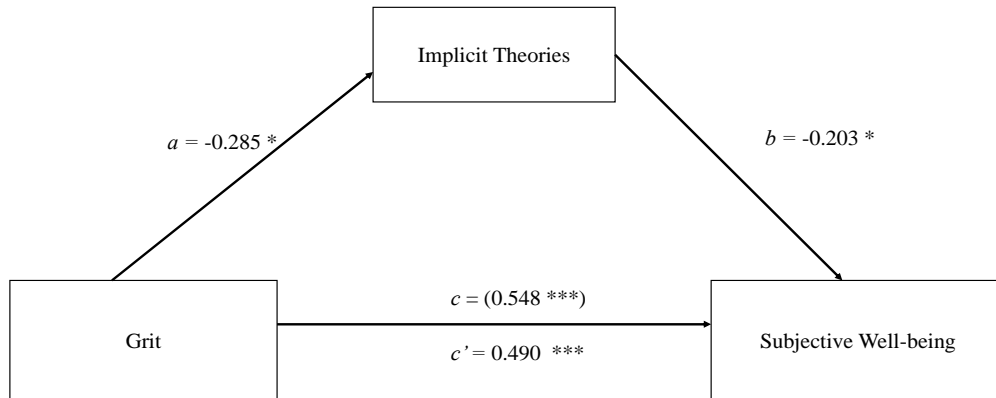 Implicit Theories
a = -0.285 *
b = -0.203 *
c = (0.548 ***)
Grit
Subjective Well-being
c’ = 0.490 ***